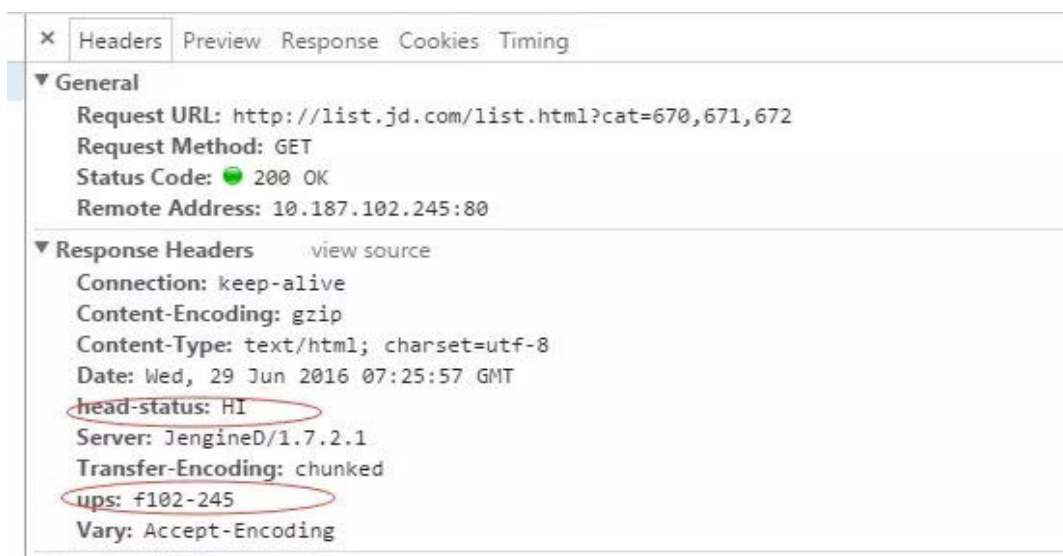 × Headers Preview Response Cookies Timing
▼ General
Request URL: http://list.jd.com/list.html?cat=670,671,672
Request Method: GET
Status Code: 200 OK
Remote Address: 10.187.102.245:80
▼ Response Headers view source
Connection: keep-alive
Content-Encoding: gzip
Content-Type: text/html; charset=utf-8
Date: Wed, 29 Jun 2016 07:25:57 GMT
head-status: HI
Server: JengineD/1.7.2.1
Transfer-Encoding: chunked
ups: f102-245
Vary: Accept-Encoding